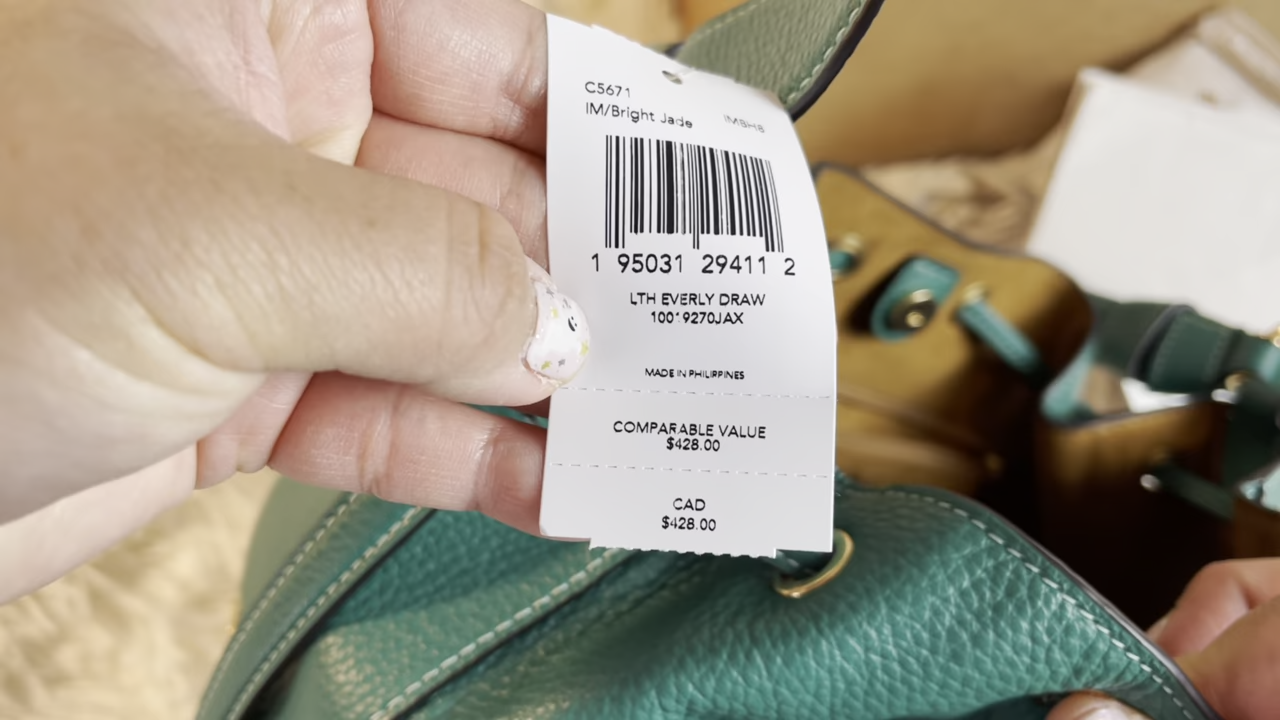 C5671
IM/Bright Jade IMBH8
1 95031 29411 2
LTH EVERLY DRAW
10019270JAX
MADE IN PHILIPPINES
COMPARABLE VALUE
$428.00
CAD
$428.00